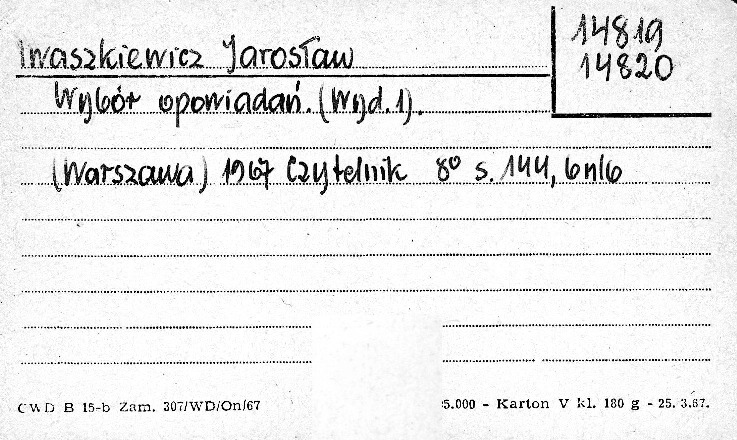 14819
14820
Iwaszkiewicz Jarosław
Wybór opowiadań. (Wyd. 1).
(Warszawa) 1967 Czytelnik 8⁰ s. 144, 6nlb
CWD B 15-b Zam. 307/WD/On/67 5.000 - Karton V kl. 180 g - 25. 3.67.